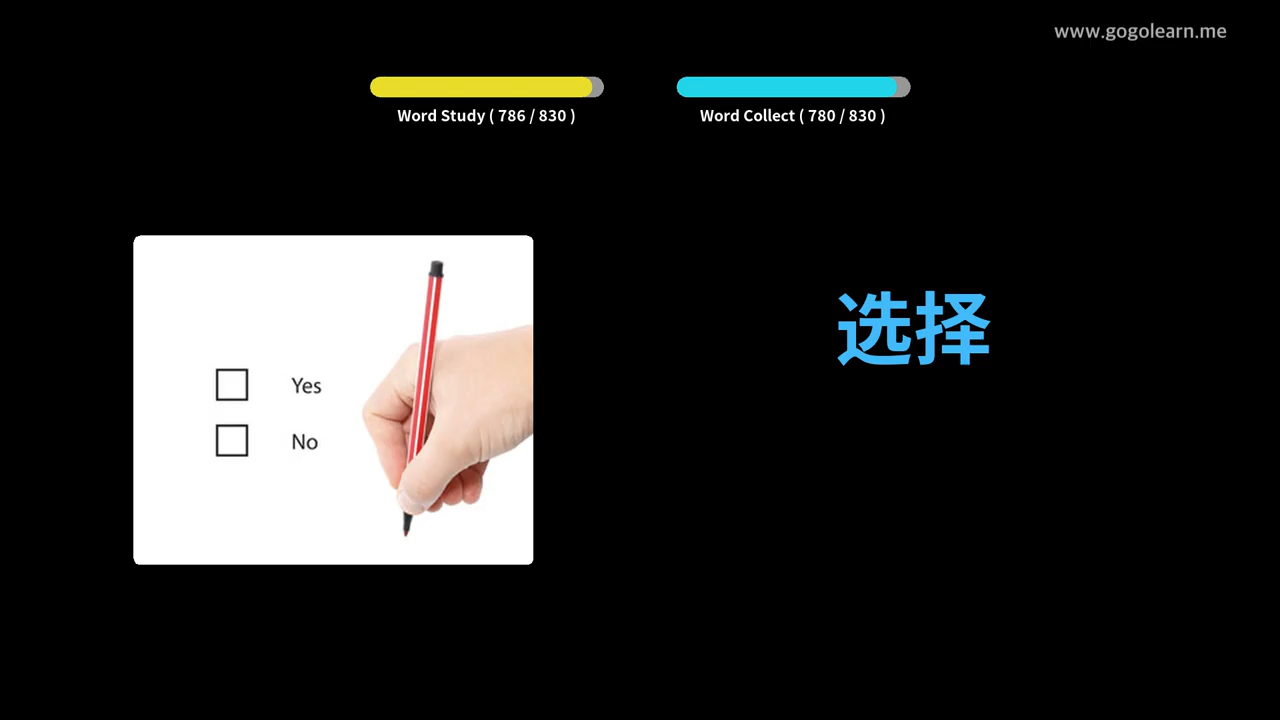 www.gogolearn.me
Word Study ( 786 / 830 )
Word Collect ( 780 / 830 )
Yes
No
选择